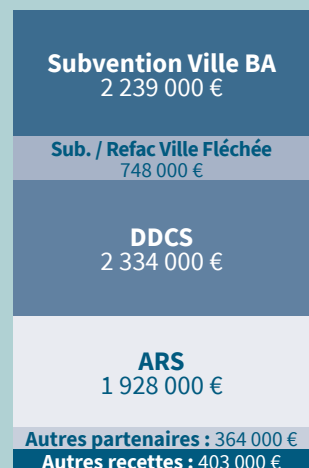 Subvention Ville BA
2 239 000 €
Sub. / Refac Ville Fléchée
748 000 €
DDCS
2 334 000 €
ARS
1 928 000 €
Autres partenaires : 364 000 €
Autres recettes : 403 000 €